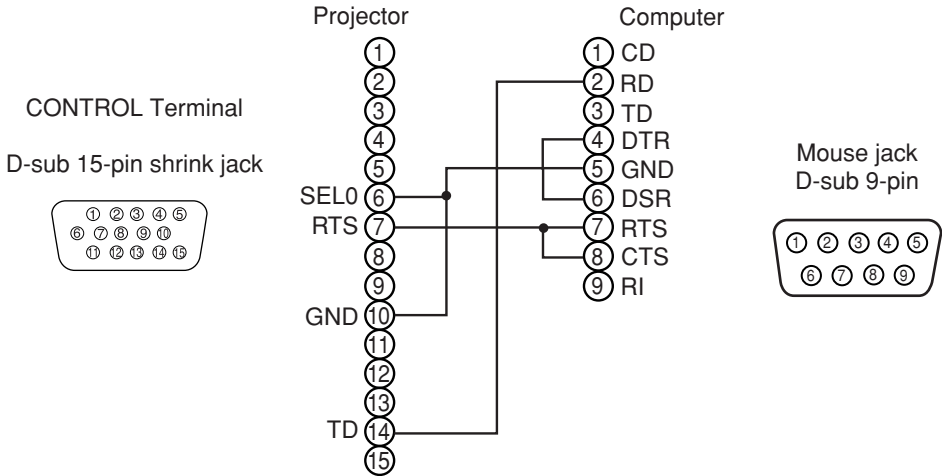 Projector
Computer
CONTROL Terminal
D-sub 15-pin shrink jack
1 2 3 4 5
6 7 8 9 10
11 12 13 14 15
1
2
3
4
5
SEL0 6
RTS 7
8
9
GND 10
11
12
13
TD 14
15
1 CD
2 RD
3 TD
4 DTR
5 GND
6 DSR
7 RTS
8 CTS
9 RI
Mouse jack
D-sub 9-pin
1 2 3 4 5
6 7 8 9